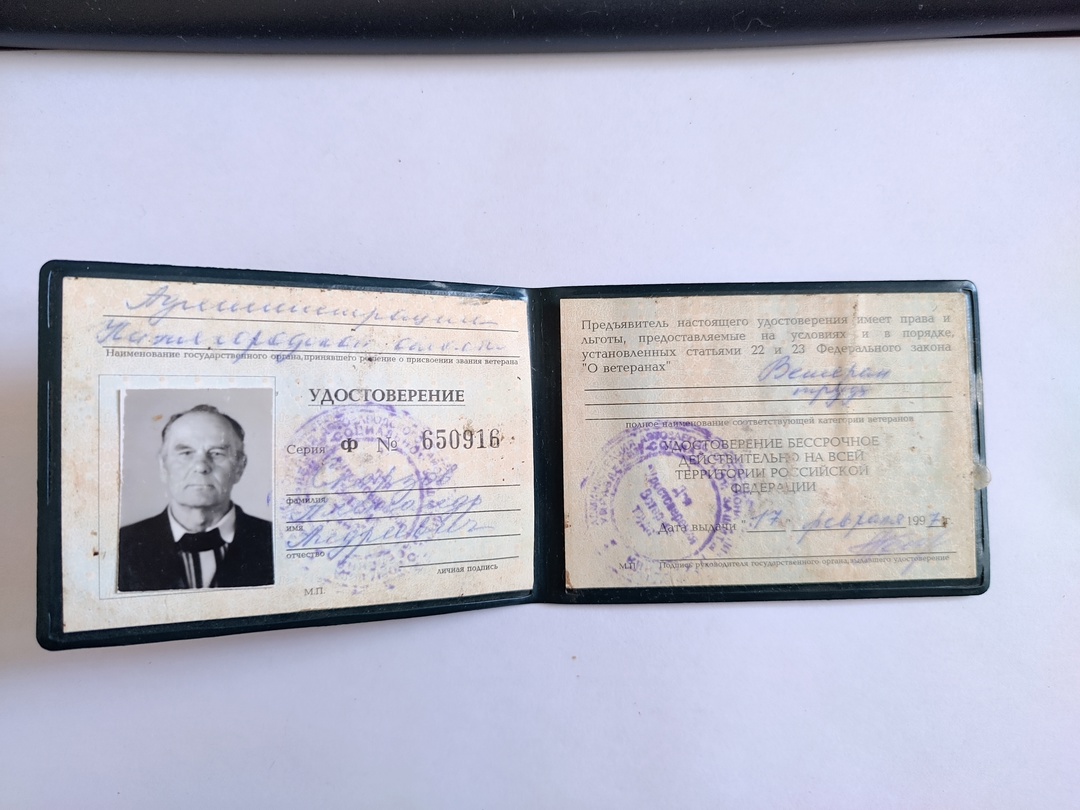 Администрация
Нижегородской области
Наименование государственного органа, принявшего решение о присвоении звания ветерана
УДОСТОВЕРЕНИЕ
Серия Ф № 650916
фамилия
имя
отчество
личная подпись
М.П.
Предъявитель настоящего удостоверения имеет права и
льготы, предоставляемые на условиях и в порядке,
установленных статьями 22 и 23 Федерального закона
"О ветеранах" Ветеран
труда
полное наименование соответствующей категории ветеранов
УДОСТОВЕРЕНИЕ БЕССРОЧНОЕ
ДЕЙСТВИТЕЛЬНО НА ВСЕЙ
ТЕРРИТОРИИ РОССИЙСКОЙ
ФЕДЕРАЦИИ
Дата выдачи "17" февраля 1997 г.
М.П. Подпись руководителя государственного органа, выдавшего удостоверение